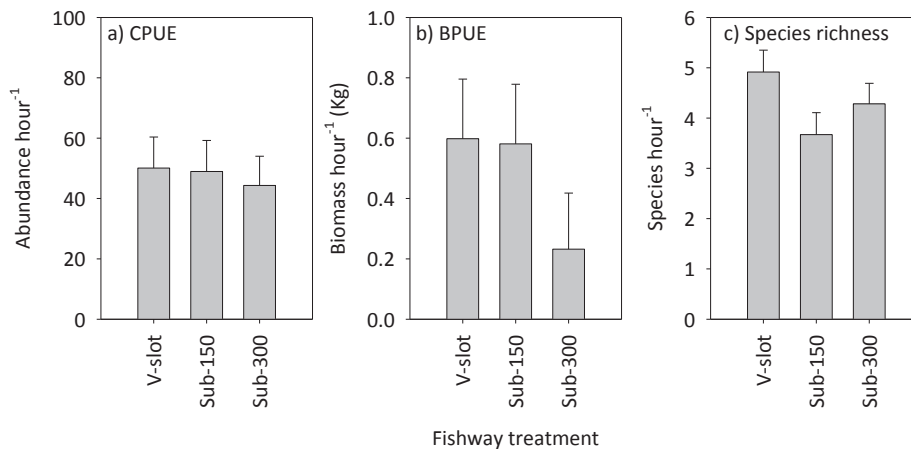 a) CPUE
Abundance hour⁻¹
100
80
60
40
20
0
V-slot
Sub-150
Sub-300
b) BPUE
Biomass hour⁻¹ (Kg)
1.0
0.8
0.6
0.4
0.2
0.0
V-slot
Sub-150
Sub-300
c) Species richness
Species hour⁻¹
6
5
4
3
2
1
0
V-slot
Sub-150
Sub-300
Fishway treatment